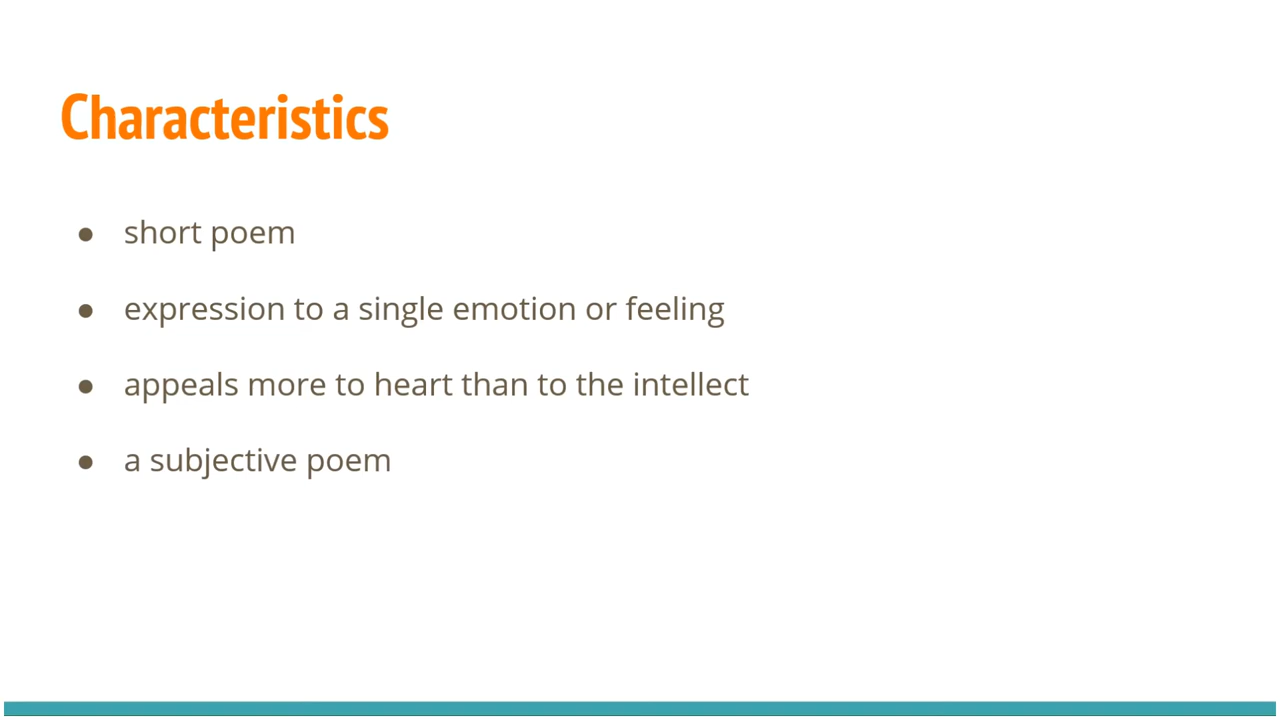 Characteristics
● short poem
● expression to a single emotion or feeling
● appeals more to heart than to the intellect
● a subjective poem